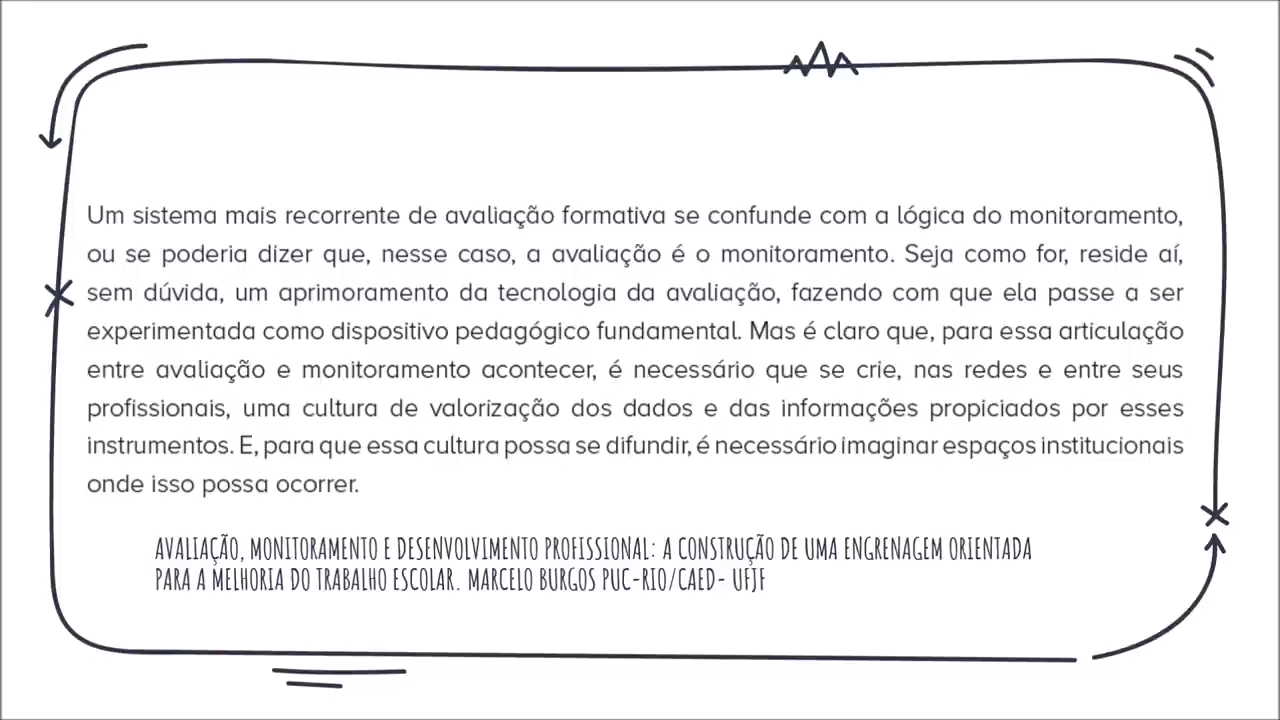 Um sistema mais recorrente de avaliação formativa se confunde com a lógica do monitoramento,
ou se poderia dizer que, nesse caso, a avaliação é o monitoramento. Seja como for, reside aí,
sem dúvida, um aprimoramento da tecnologia da avaliação, fazendo com que ela passe a ser
experimentada como dispositivo pedagógico fundamental. Mas é claro que, para essa articulação
entre avaliação e monitoramento acontecer, é necessário que se crie, nas redes e entre seus
profissionais, uma cultura de valorização dos dados e das informações propiciados por esses
instrumentos. E, para que essa cultura possa se difundir, é necessário imaginar espaços institucionais
onde isso possa ocorrer.
AVALIAÇÃO, MONITORAMENTO E DESENVOLVIMENTO PROFISSIONAL: A CONSTRUÇÃO DE UMA ENGRENAGEM ORIENTADA
PARA A MELHORIA DO TRABALHO ESCOLAR. MARCELO BURGOS PUC-RIO/CAED- UFJF